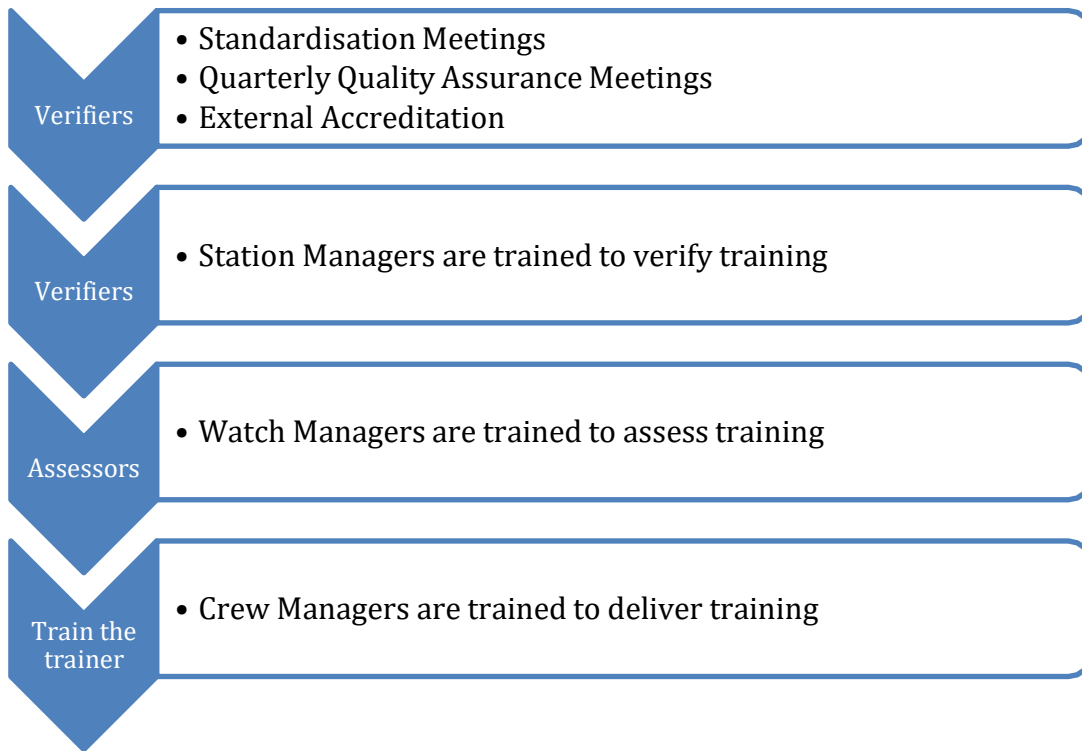 Verifiers
• Standardisation Meetings
• Quarterly Quality Assurance Meetings
• External Accreditation
Verifiers
• Station Managers are trained to verify training
Assessors
• Watch Managers are trained to assess training
Train the
trainer
• Crew Managers are trained to deliver training